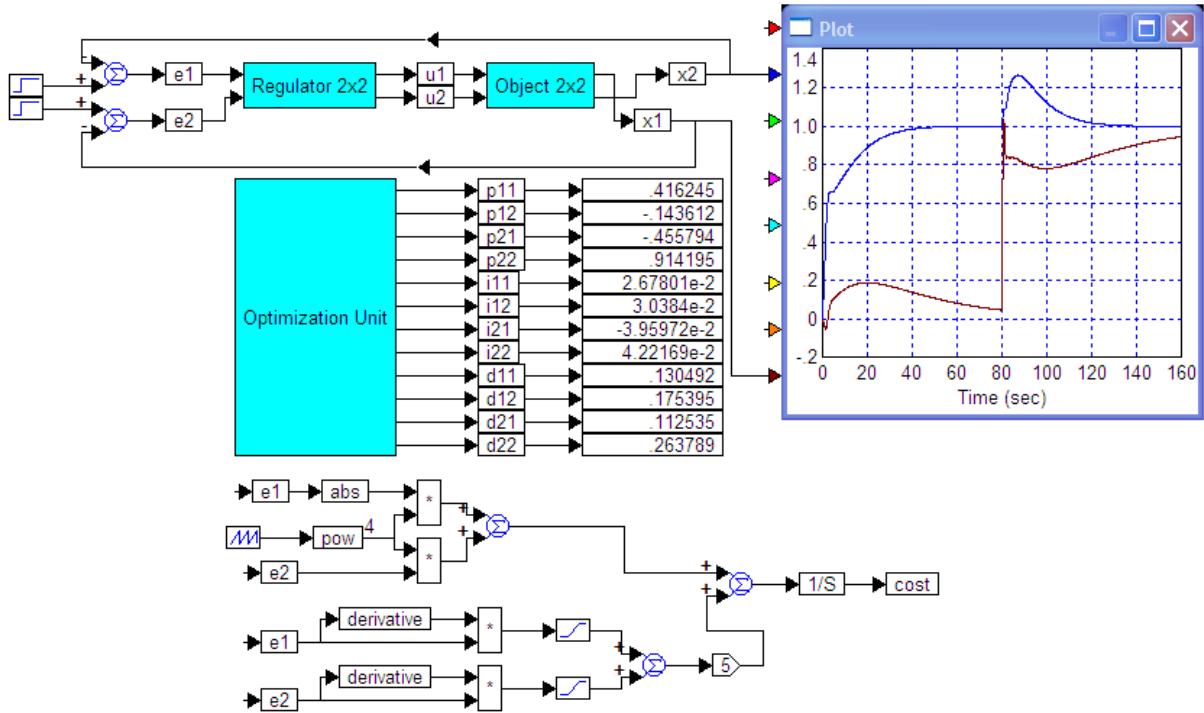 Plot
e1
Regulator 2x2
u1
u2
Object 2x2
x2
e2
x1
+
+
-
-
1.4
1.2
1.0
.8
.6
.4
.2
0
-.2
0 20 40 60 80 100 120 140 160
Time (sec)
Optimization Unit
p11 .416245
p12 -.143612
p21 -.455794
p22 .914195
i11 2.67801e-2
i12 3.0384e-2
i21 -3.95972e-2
i22 4.22169e-2
d11 .130492
d12 .175395
d21 .112535
d22 .263789
e1 abs * +
pow 4 +
e2 *
+
+
1/S cost
derivative *
e1 +
5
derivative * +
e2